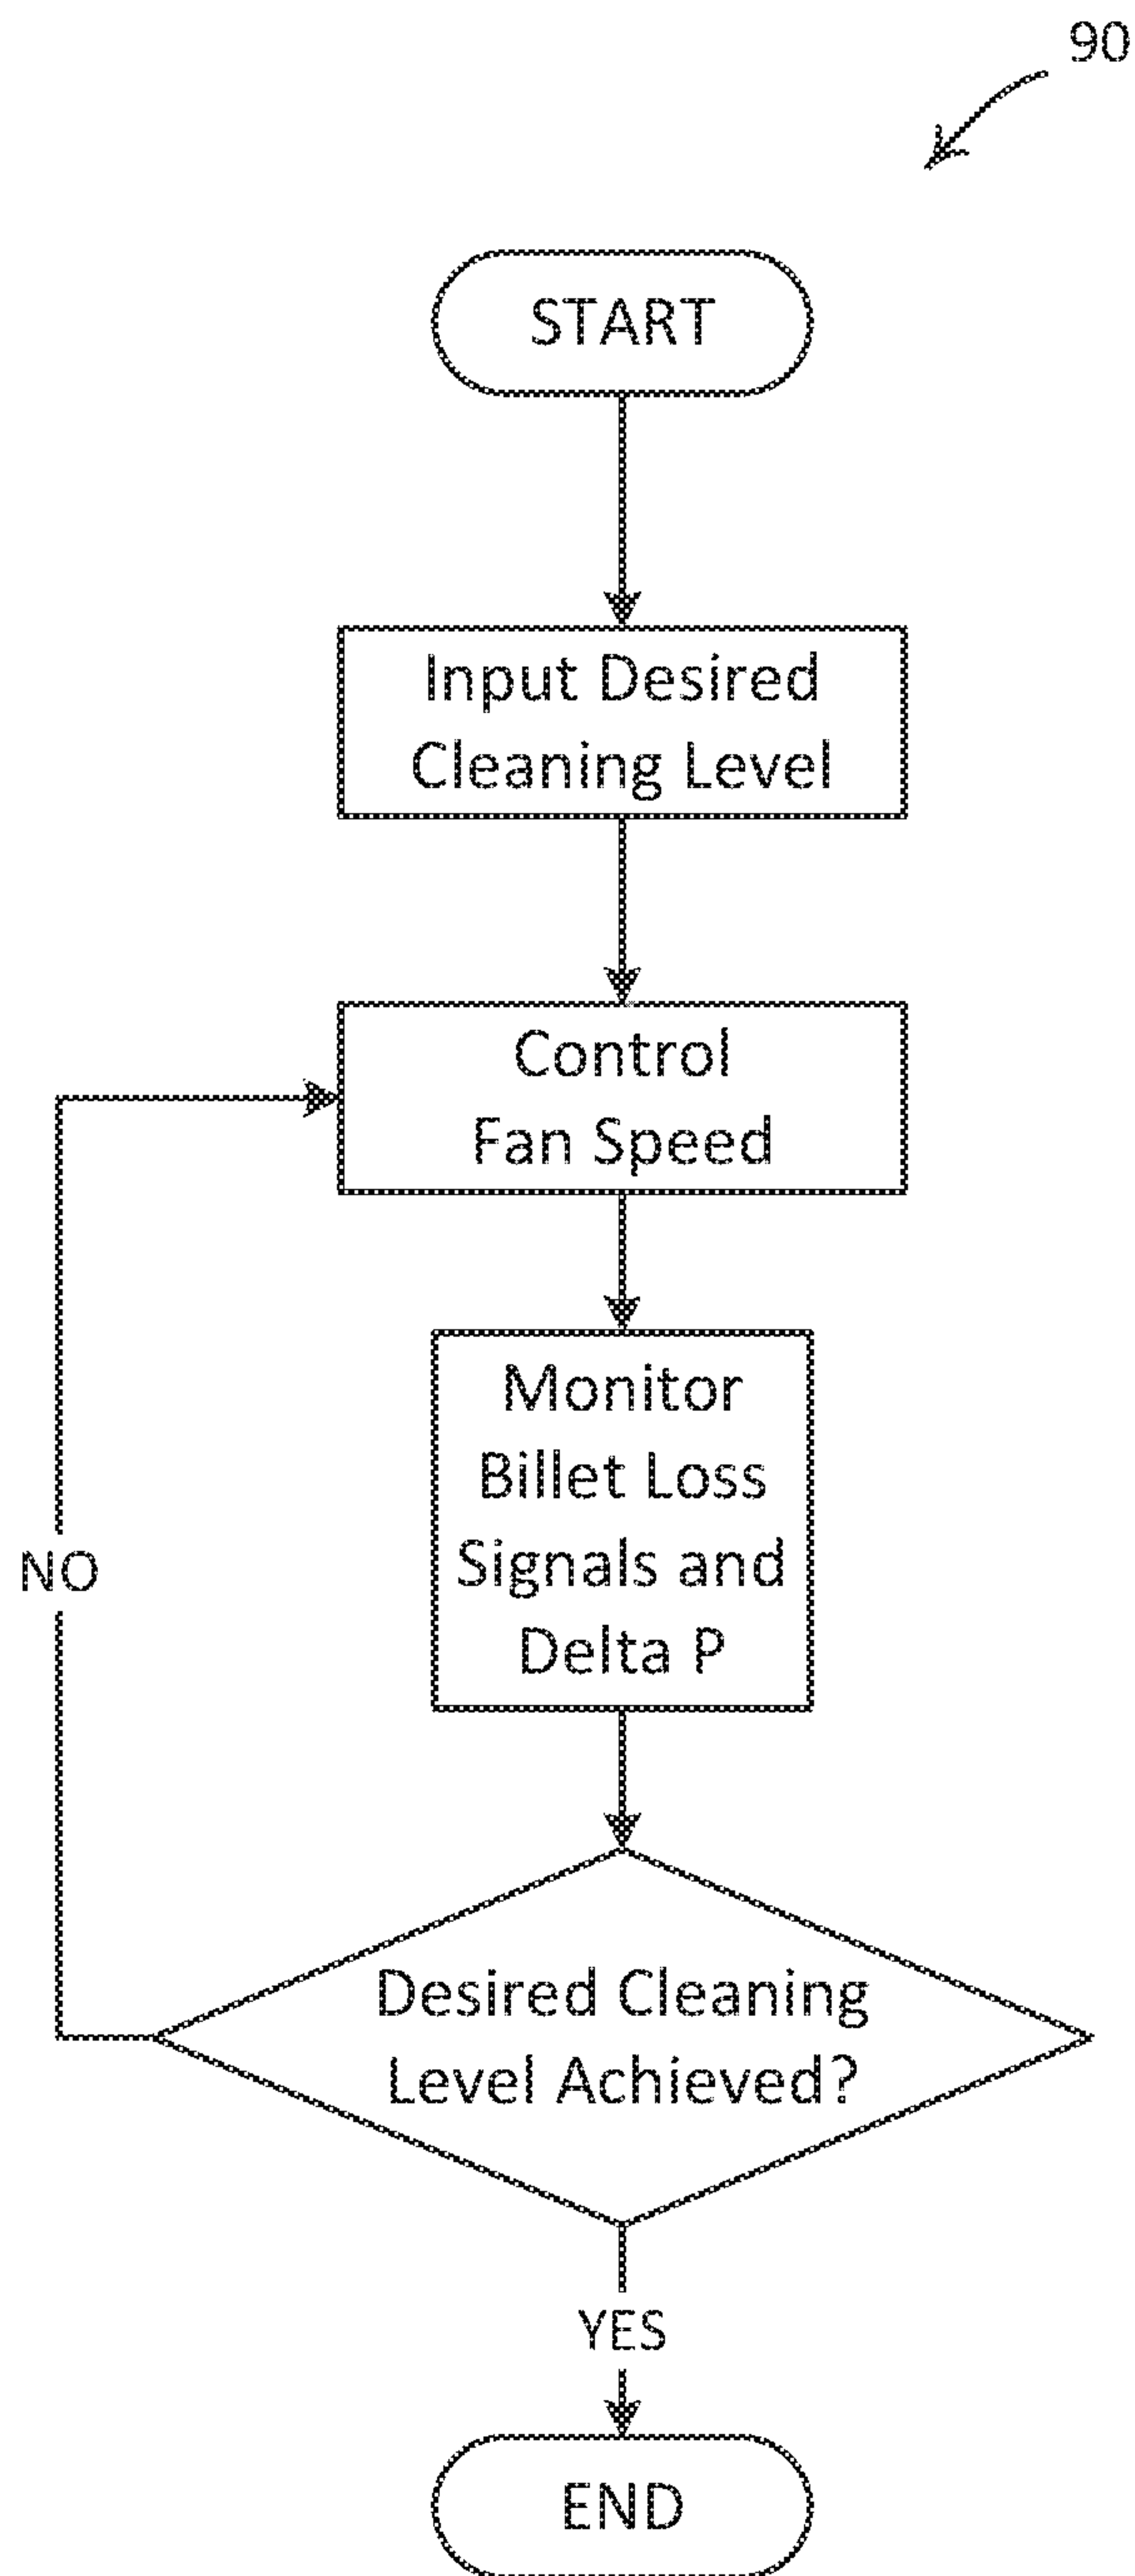 90
START
Input Desired
Cleaning Level
Control
Fan Speed
Monitor
Billet Loss
Signals and
Delta P
NO
Desired Cleaning
Level Achieved?
YES
END